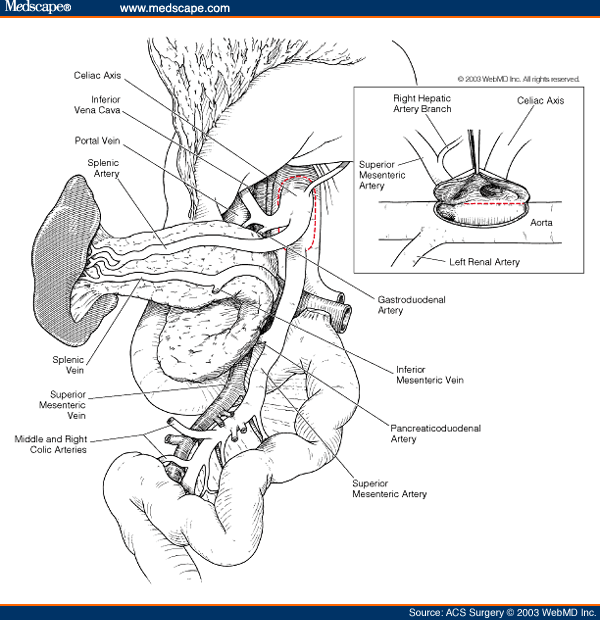 Medscape®
www.medscape.com
© 2003 WebMD Inc. All rights reserved.
Celiac Axis
Inferior
Vena Cava
Portal Vein
Splenic
Artery
Right Hepatic
Artery Branch
Celiac Axis
Superior
Mesenteric
Artery
Aorta
Left Renal Artery
Gastroduodenal
Artery
Splenic
Vein
Inferior
Mesenteric Vein
Superior
Mesenteric
Vein
Pancreaticoduodenal
Artery
Middle and Right
Colic Arteries
Superior
Mesenteric Artery
Source: ACS Surgery © 2003 WebMD Inc.